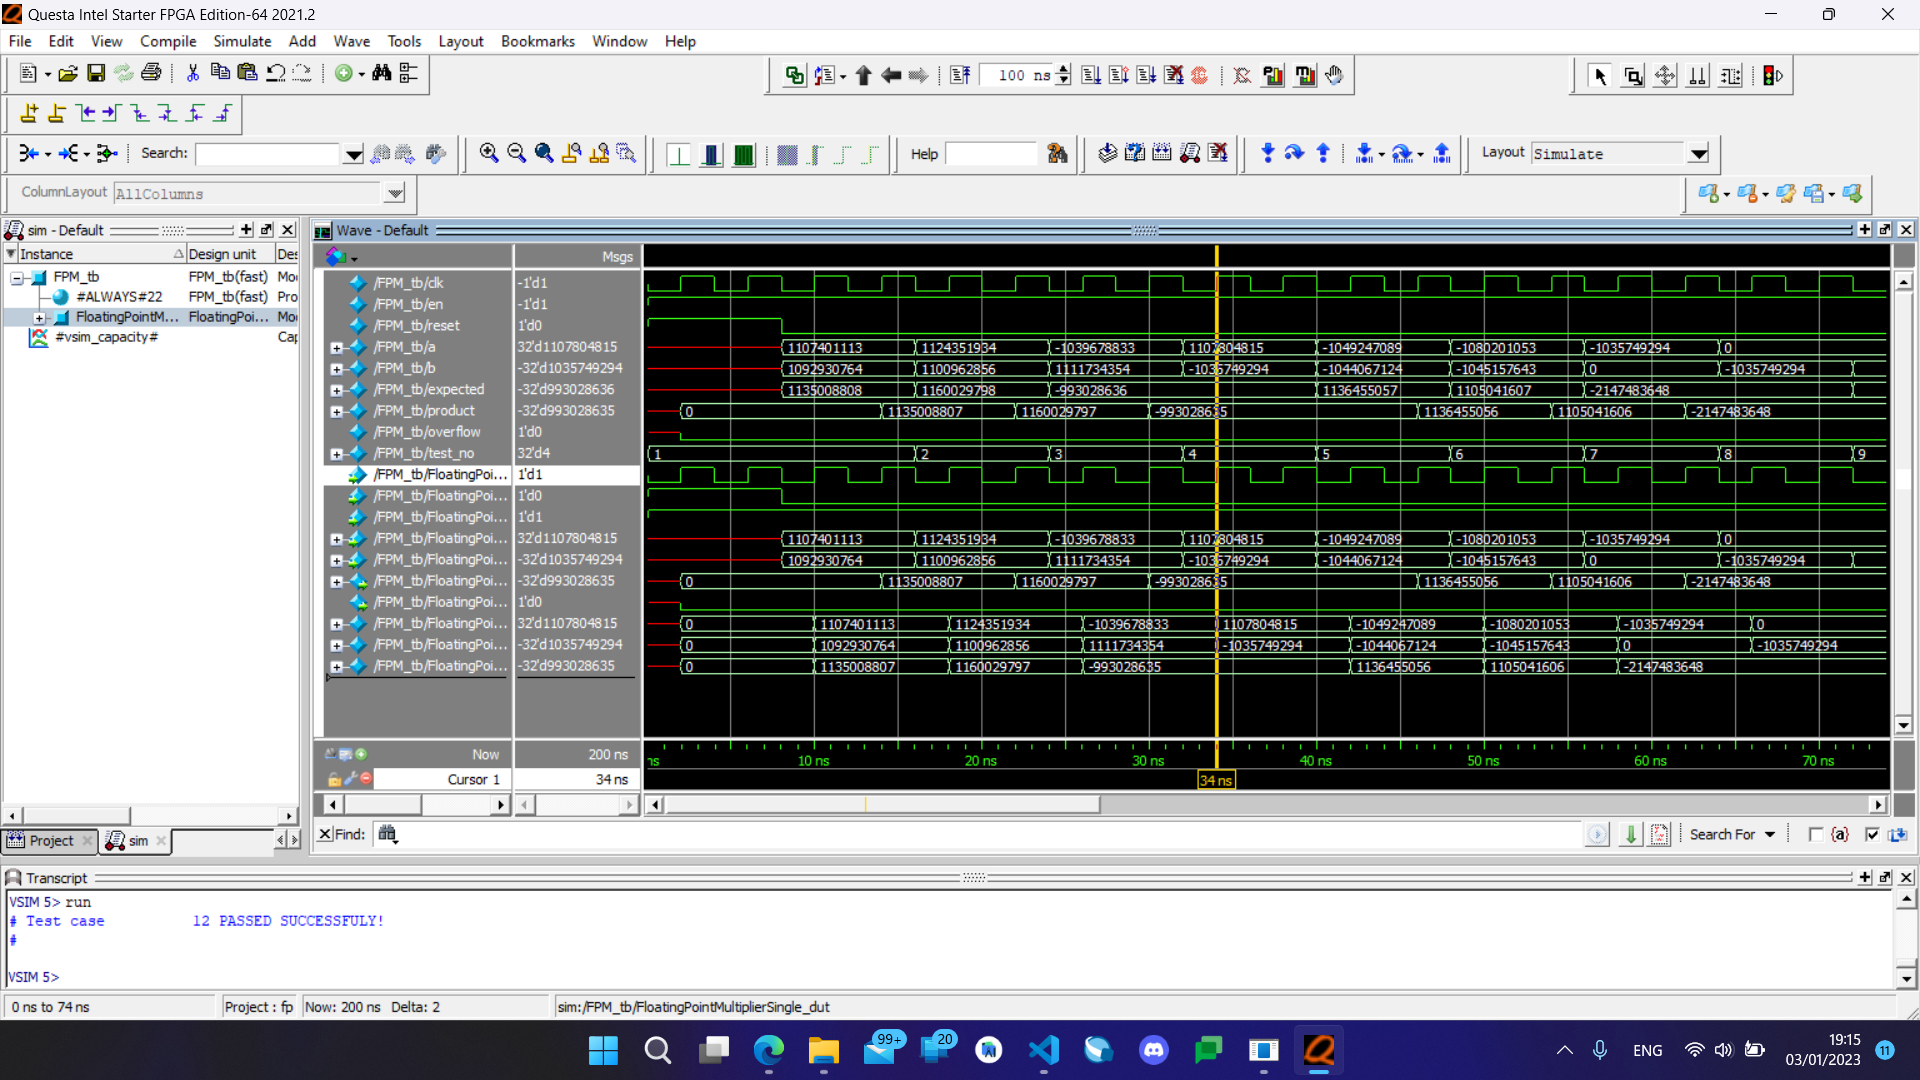 Questa Intel Starter FPGA Edition-64 2021.2
File Edit View Compile Simulate Add Wave Tools Layout Bookmarks Window Help
100 ns
Search: Help Layout Simulate
ColumnLayout AllColumns
sim - Default
Instance Design unit Des
FPM_tb FPM_tb(fast) Mo
#ALWAYS#22 FPM_tb(fast) Pro
FloatingPointM... FloatingPoi... Mo
#vsim_capacity# Cap
Project sim
Wave - Default
Msgs
/FPM_tb/clk -1'd1
/FPM_tb/en -1'd1
/FPM_tb/reset 1'd0
/FPM_tb/a 32'd1107804815 1107401113 1124351934 -1039678833 1107804815 -1049247089 -1080201053 -1035749294 0
/FPM_tb/b -32'd1035749294 1092930764 1100962856 1111734354 -1035749294 -1044067124 -1045157643 0 -1035749294
/FPM_tb/expected -32'd993028636 1135008808 1160029798 -993028636 1136455057 1105041607 -2147483648
/FPM_tb/product -32'd993028635 0 1135008807 1160029797 -993028635 1136455056 1105041606 -2147483648
/FPM_tb/overflow 1'd0
/FPM_tb/test_no 32'd4 1 2 3 4 5 6 7 8 9
/FPM_tb/FloatingPoi... 1'd1
/FPM_tb/FloatingPoi... 1'd0
/FPM_tb/FloatingPoi... 1'd1
/FPM_tb/FloatingPoi... 32'd1107804815 1107401113 1124351934 -1039678833 1107804815 -1049247089 -1080201053 -1035749294 0
/FPM_tb/FloatingPoi... -32'd1035749294 1092930764 1100962856 1111734354 -1035749294 -1044067124 -1045157643 0 -1035749294
/FPM_tb/FloatingPoi... -32'd993028635 0 1135008807 1160029797 -993028635 1136455056 1105041606 -2147483648
/FPM_tb/FloatingPoi... 1'd0
/FPM_tb/FloatingPoi... 32'd1107804815 0 1107401113 1124351934 -1039678833 1107804815 -1049247089 -1080201053 -1035749294 0
/FPM_tb/FloatingPoi... -32'd1035749294 0 1092930764 1100962856 1111734354 -1035749294 -1044067124 -1045157643 0 -1035749294
/FPM_tb/FloatingPoi... -32'd993028635 0 1135008807 1160029797 -993028635 1136455056 1105041606 -2147483648
Now 200 ns ns 10 ns 20 ns 30 ns 40 ns 50 ns 60 ns 70 ns
Cursor 1 34 ns 34 ns
Find: Search For {a}
Transcript
VSIM 5> run
# Test case 12 PASSED SUCCESSFULY!
#
VSIM 5>
0 ns to 74 ns Project : fp Now: 200 ns Delta: 2 sim:/FPM_tb/FloatingPointMultiplierSingle_dut
99+ 20 ENG 19:15 11
03/01/2023